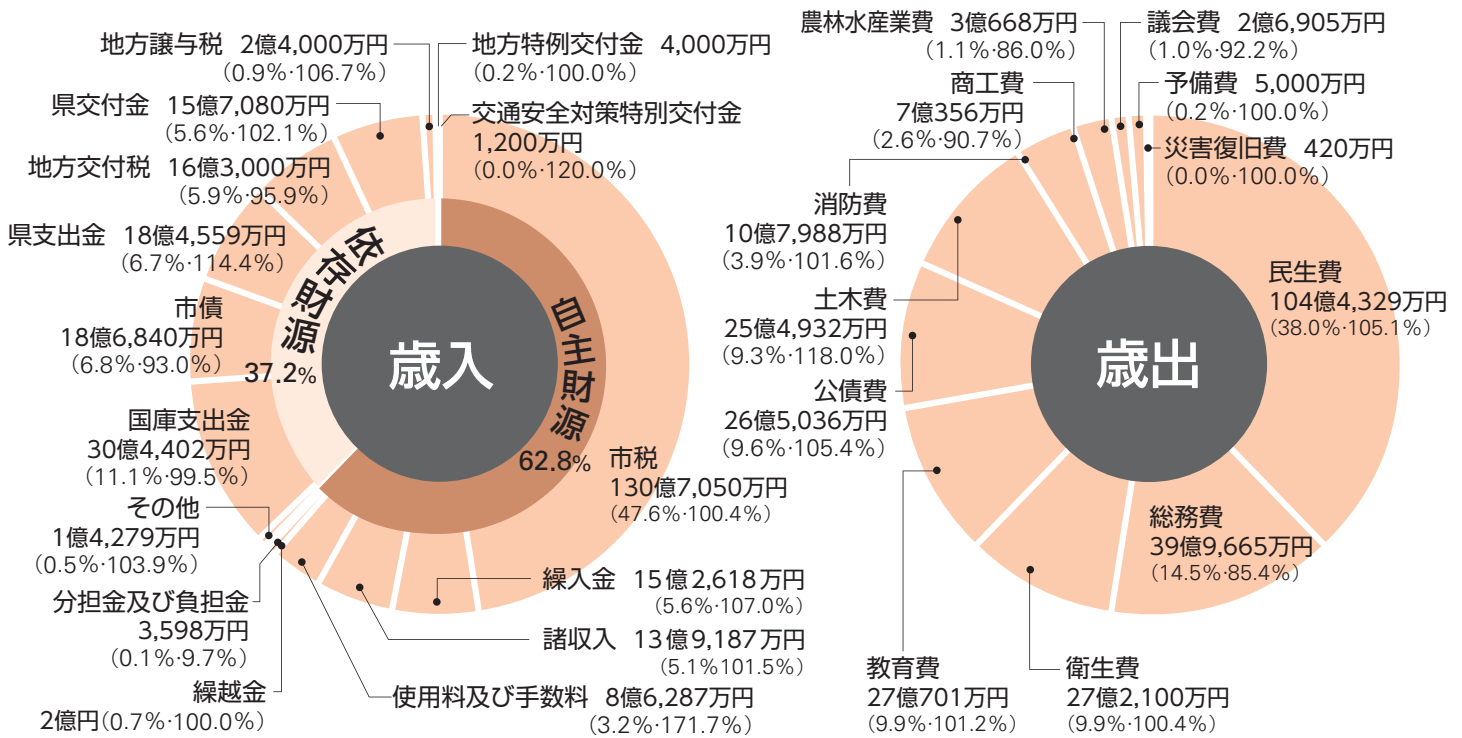 地方譲与税 2億4,000万円
(0.9%·106.7%)
地方特例交付金 4,000万円
(0.2%·100.0%)
県交付金 15億7,080万円
(5.6%·102.1%)
交通安全対策特別交付金
1,200万円
(0.0%·120.0%)
地方交付税 16億3,000万円
(5.9%·95.9%)
県支出金 18億4,559万円
(6.7%·114.4%)
市債
18億6,840万円
(6.8%·93.0%)
依存財源
37.2%
歳入
自主財源
62.8%
国庫支出金
30億4,402万円
(11.1%·99.5%)
市税
130億7,050万円
(47.6%·100.4%)
その他
1億4,279万円
(0.5%·103.9%)
分担金及び負担金
3,598万円
(0.1%·9.7%)
繰越金
2億円(0.7%·100.0%)
繰入金 15億2,618万円
(5.6%·107.0%)
諸収入 13億9,187万円
(5.1%101.5%)
使用料及び手数料 8億6,287万円
(3.2%·171.7%)
農林水産業費 3億668万円
(1.1%·86.0%)
議会費 2億6,905万円
(1.0%·92.2%)
商工費
7億356万円
(2.6%·90.7%)
予備費 5,000万円
(0.2%·100.0%)
災害復旧費 420万円
(0.0%·100.0%)
消防費
10億7,988万円
(3.9%·101.6%)
土木費
25億4,932万円
(9.3%·118.0%)
公債費
26億5,036万円
(9.6%·105.4%)
歳出
民生費
104億4,329万円
(38.0%·105.1%)
総務費
39億9,665万円
(14.5%·85.4%)
教育費
27億701万円
(9.9%·101.2%)
衛生費
27億2,100万円
(9.9%·100.4%)